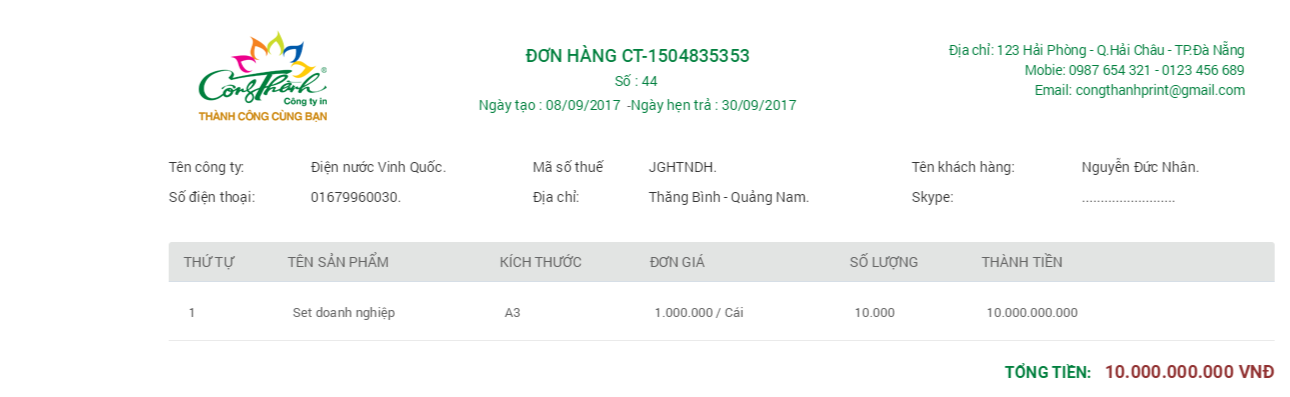 CôngThành®
Công ty in
THÀNH CÔNG CÙNG BẠN
ĐƠN HÀNG CT-1504835353
Số : 44
Ngày tạo : 08/09/2017 -Ngày hẹn trả : 30/09/2017
Địa chỉ: 123 Hải Phòng - Q.Hải Châu - TP.Đà Nẵng
Mobie: 0987 654 321 - 0123 456 689
Email: congthanhprint@gmail.com
Tên công ty: Điện nước Vinh Quốc. Mã số thuế JGHTNDH. Tên khách hàng: Nguyễn Đức Nhân.
Số điện thoại: 01679960030. Địa chỉ: Thăng Bình - Quảng Nam. Skype: .........................
THỨ TỰ TÊN SẢN PHẨM KÍCH THƯỚC ĐƠN GIÁ SỐ LƯỢNG THÀNH TIỀN
1 Set doanh nghiệp A3 1.000.000 / Cái 10.000 10.000.000.000
TỔNG TIỀN: 10.000.000.000 VNĐ